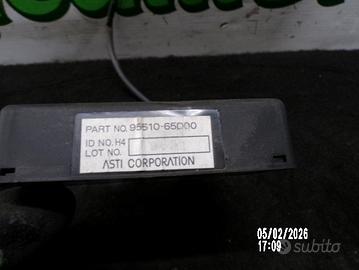 PART NO. 95510-65D00
ID NO. H4
LOT NO.
ASTI CORPORATION
05/02/2026
17:09
subito